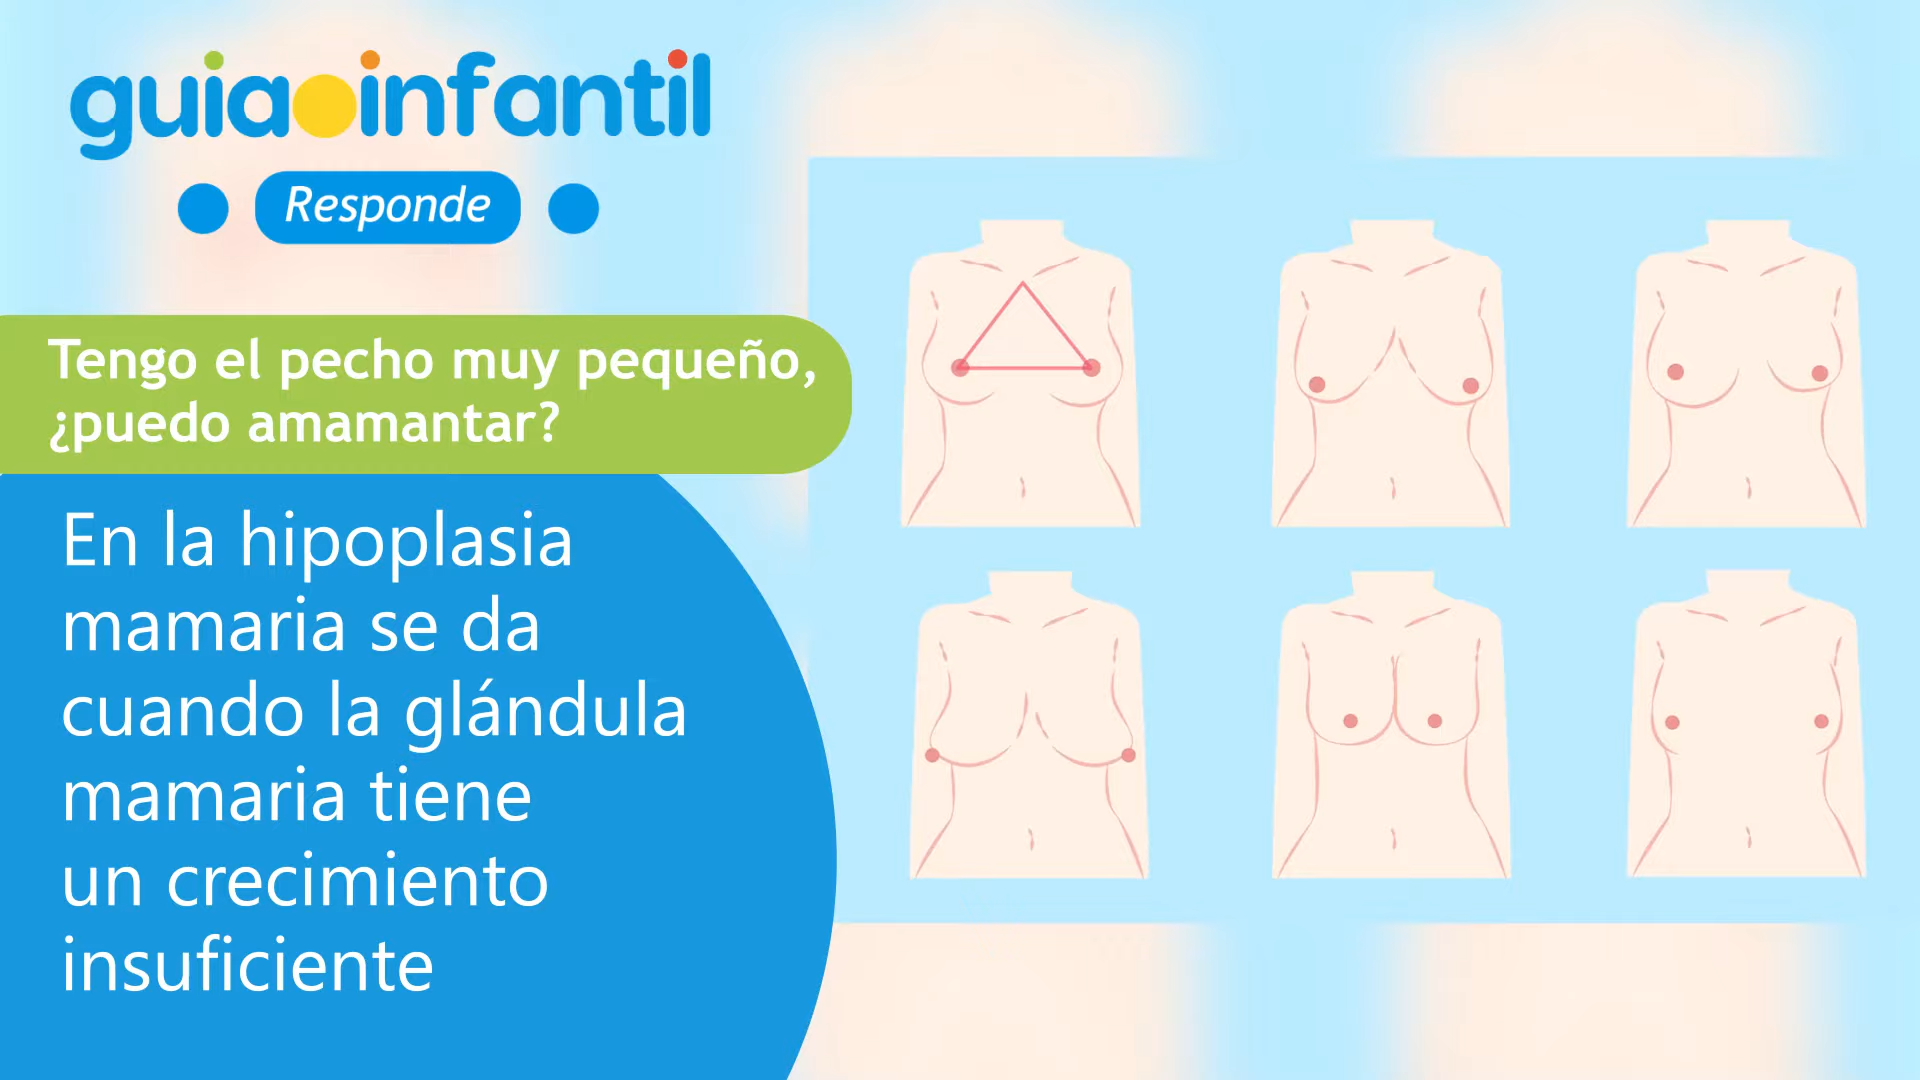 guiainfantil
Responde
Tengo el pecho muy pequeño,
¿puedo amamantar?
En la hipoplasia
mamaria se da
cuando la glándula
mamaria tiene
un crecimiento
insuficiente